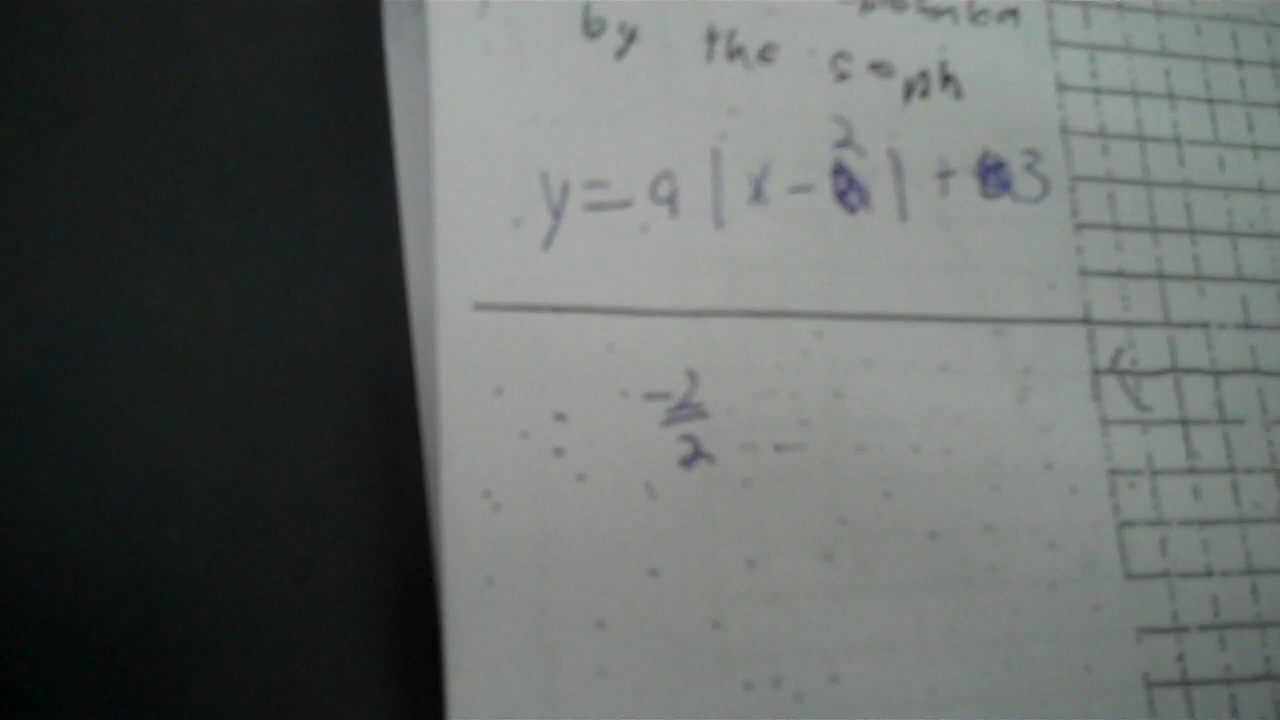 by the graph
y = a |x - 2| + 3
-2
2